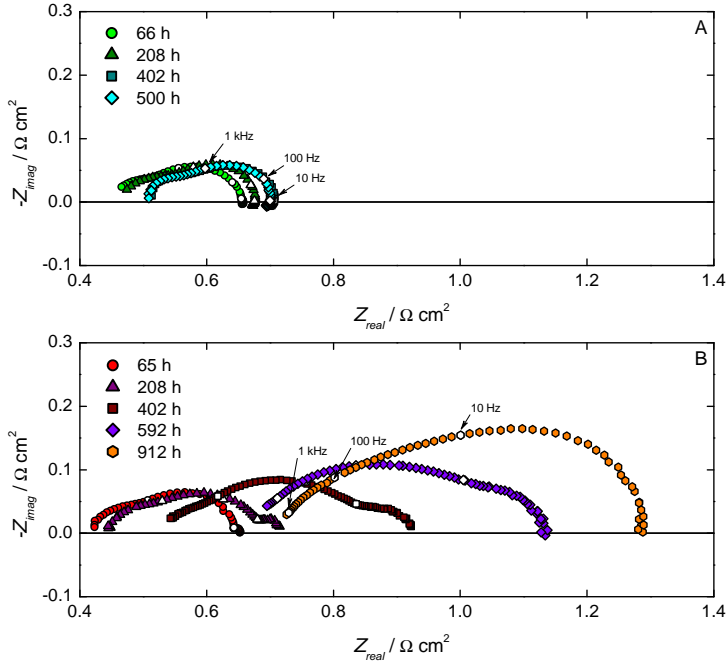 A
66 h
208 h
402 h
500 h
1 kHz
100 Hz
10 Hz
0.3
0.2
0.1
0.0
-0.1
-Z_imag / Ω cm²
0.4 0.6 0.8 1.0 1.2 1.4
Z_real / Ω cm²
B
65 h
208 h
402 h
592 h
912 h
10 Hz
100 Hz
1 kHz
0.3
0.2
0.1
0.0
-0.1
-Z_imag / Ω cm²
0.4 0.6 0.8 1.0 1.2 1.4
Z_real / Ω cm²